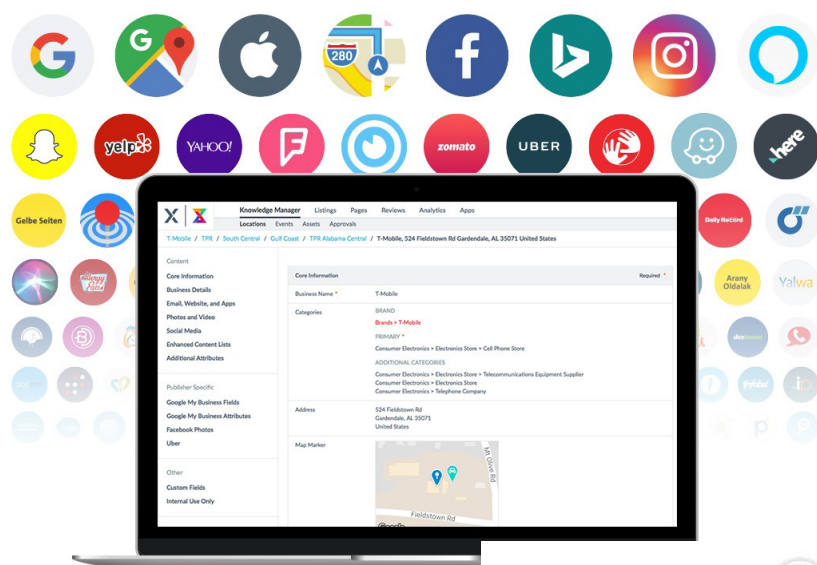 G
G
280
f
yelp
YAHOO!
zomato
UBER
here
Gelbe Seiten
Daily Record
Arany
Oldalak
Yalwa
Knowledge Manager Listings Pages Reviews Analytics Apps
Locations Events Assets Approvals
T-Mobile / TPR / South Central / Gulf Coast / TPR Alabama Central / T-Mobile, 524 Fieldstown Rd Gardendale, AL 35071 United States
Content
Core Information
Business Details
Email, Website, and Apps
Photos and Video
Social Media
Enhanced Content Lists
Additional Attributes
Publisher Specific
Google My Business Fields
Google My Business Attributes
Facebook Photos
Uber
Other
Custom Fields
Internal Use Only
Core Information Required *
Business Name * T-Mobile
Categories BRAND
Brands > T-Mobile
PRIMARY *
Consumer Electronics > Electronics Store > Cell Phone Store
ADDITIONAL CATEGORIES
Consumer Electronics > Electronics Store > Telecommunications Equipment Supplier
Consumer Electronics > Electronics Store
Consumer Electronics > Telephone Company
Address 524 Fieldstown Rd
Gardendale, AL 35071
United States
Map Marker
Mt Olive Rd
Fieldstown Rd
Google